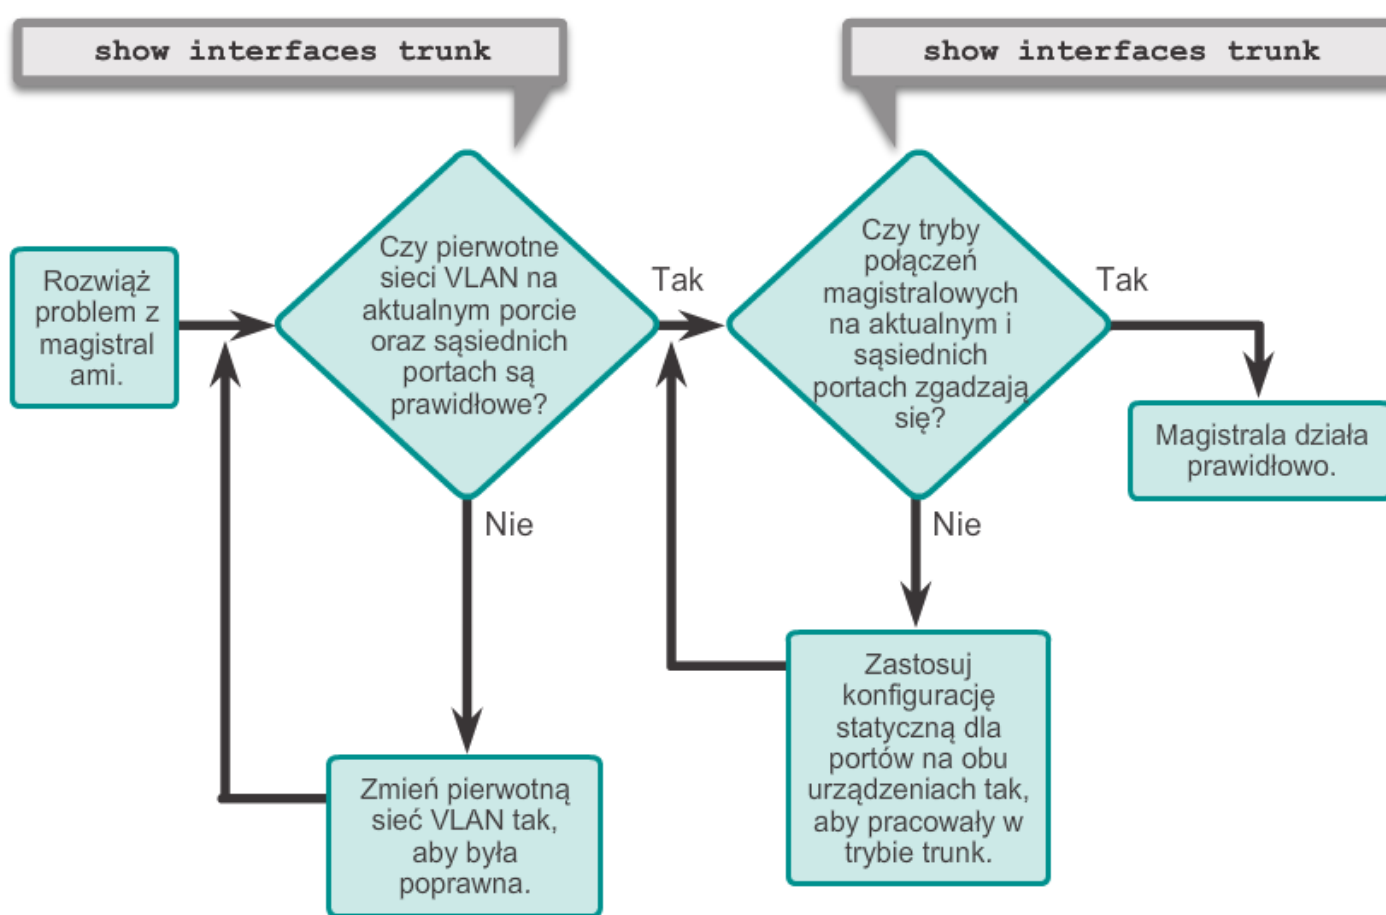 show interfaces trunk
show interfaces trunk
Rozwiąż
problem z
magistral
ami.
Czy pierwotne
sieci VLAN na
aktualnym porcie
oraz sąsiednich
portach są
prawidłowe?
Tak
Czy tryby
połączeń
magistralowych
na aktualnym i
sąsiednich
portach zgadzają
się?
Tak
Magistrala działa
prawidłowo.
Nie
Nie
Zmień pierwotną
sieć VLAN tak,
aby była
poprawna.
Zastosuj
konfigurację
statyczną dla
portów na obu
urządzeniach tak,
aby pracowały w
trybie trunk.